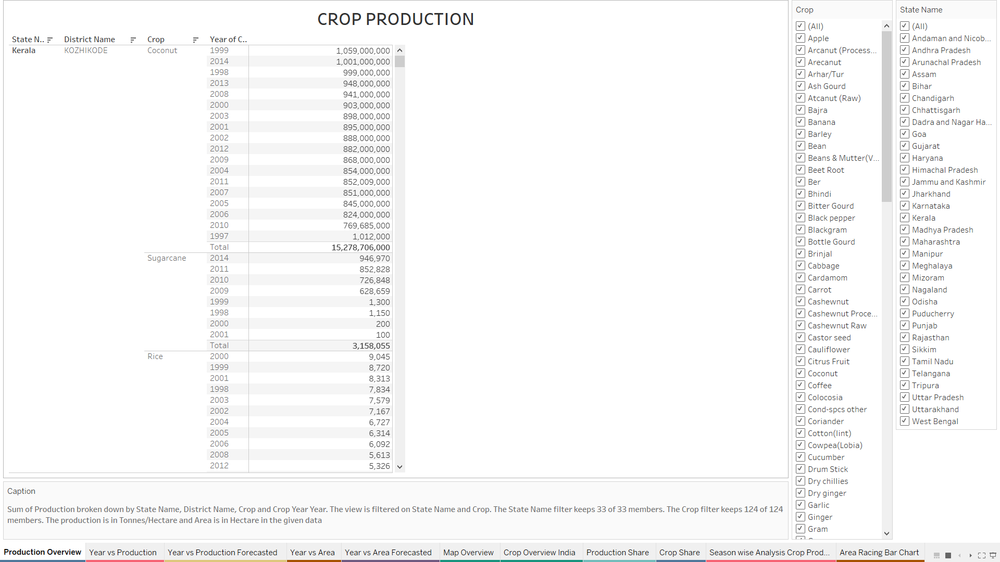 CROP PRODUCTION
State N.. District Name Crop Year of C..
Kerala KOZHIKODE Coconut 1999 1,059,000,000
2014 1,001,000,000
1998 999,000,000
2013 948,000,000
2008 941,000,000
2000 903,000,000
2003 898,000,000
2001 895,000,000
2002 888,000,000
2012 882,000,000
2009 868,000,000
2004 854,000,000
2011 852,009,000
2007 851,000,000
2005 845,000,000
2006 824,000,000
2010 769,685,000
1997 1,012,000
Total 15,278,706,000
Sugarcane 2014 946,970
2011 852,828
2010 726,848
2009 628,659
1999 1,300
1998 1,150
2000 200
2001 100
Total 3,158,055
Rice 2000 9,045
1999 8,720
2001 8,313
1998 7,834
2003 7,579
2002 7,167
2004 6,727
2005 6,314
2006 6,092
2008 5,613
2012 5,326
Caption
Sum of Production broken down by State Name, District Name, Crop and Crop Year Year. The view is filtered on State Name and Crop. The State Name filter keeps 33 of 33 members. The Crop filter keeps 124 of 124
members. The production is in Tonnes/Hectare and Area is in Hectare in the given data
Crop
(All)
Apple
Arcanut (Process...
Arecanut
Arhar/Tur
Ash Gourd
Atcanut (Raw)
Bajra
Banana
Barley
Bean
Beans & Mutter(V...
Beet Root
Ber
Bhindi
Bitter Gourd
Black pepper
Blackgram
Bottle Gourd
Brinjal
Cabbage
Cardamom
Carrot
Cashewnut
Cashewnut Proce...
Cashewnut Raw
Castor seed
Cauliflower
Citrus Fruit
Coconut
Coffee
Colocosia
Cond-spcs other
Coriander
Cotton(lint)
Cowpea(Lobia)
Cucumber
Drum Stick
Dry chillies
Dry ginger
Garlic
Ginger
Gram
State Name
(All)
Andaman and Nicob...
Andhra Pradesh
Arunachal Pradesh
Assam
Bihar
Chandigarh
Chhattisgarh
Dadra and Nagar Ha...
Goa
Gujarat
Haryana
Himachal Pradesh
Jammu and Kashmir
Jharkhand
Karnataka
Kerala
Madhya Pradesh
Maharashtra
Manipur
Meghalaya
Mizoram
Nagaland
Odisha
Puducherry
Punjab
Rajasthan
Sikkim
Tamil Nadu
Telangana
Tripura
Uttar Pradesh
Uttarakhand
West Bengal
Production Overview Year vs Production Year vs Production Forecasted Year vs Area Year vs Area Forecasted Map Overview Crop Overview India Production Share Crop Share Season wise Analysis Crop Prod... Area Racing Bar Chart